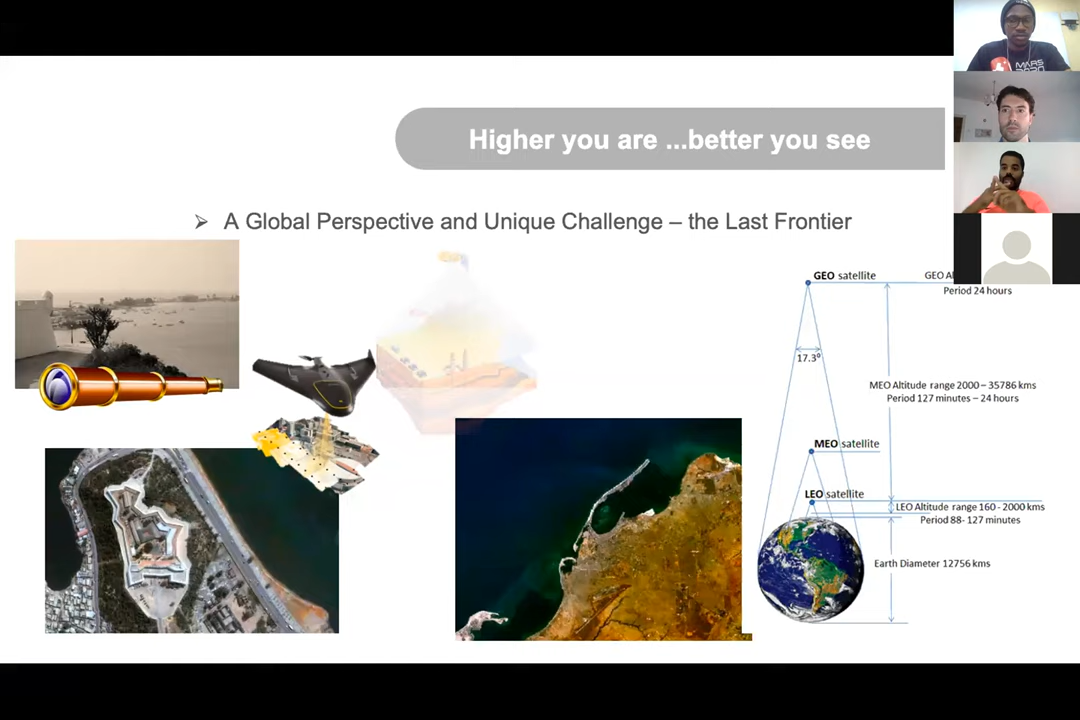 Higher you are ...better you see
➢ A Global Perspective and Unique Challenge – the Last Frontier
GEO satellite
GEO
Period 24 hours
17.3⁰
MEO Altitude range 2000 – 35786 kms
Period 127 minutes – 24 hours
MEO satellite
LEO satellite
LEO Altitude range 160 - 2000 kms
Period 88- 127 minutes
Earth Diameter 12756 kms
MARS